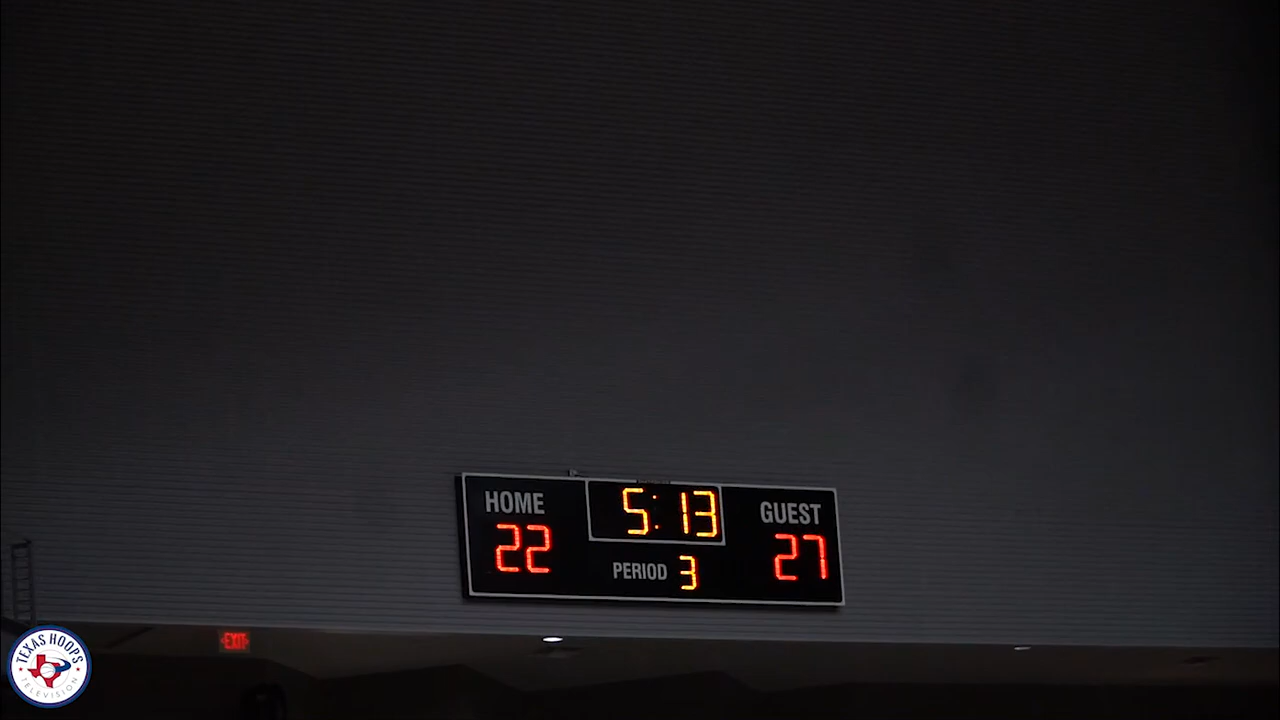 HOME
5:13
GUEST
22
PERIOD 3
27
EXIT
TEXAS HOOPS
TELEVISION